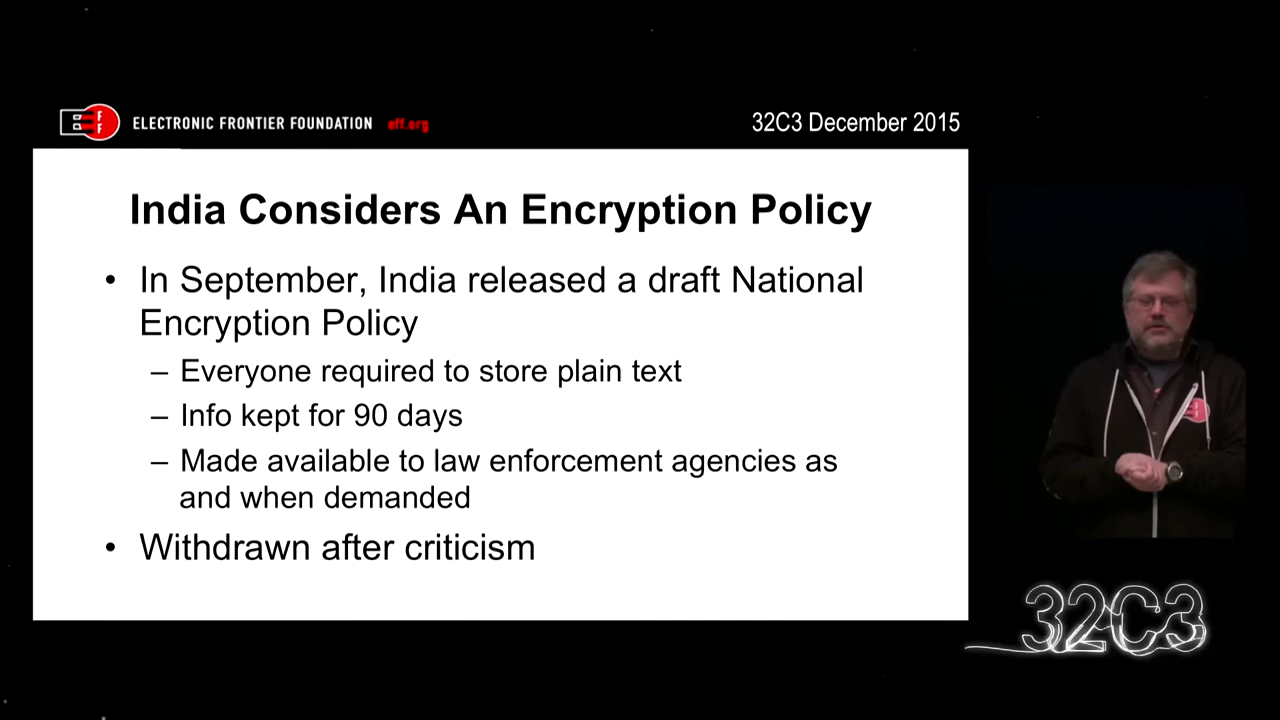 ELECTRONIC FRONTIER FOUNDATION eff.org
32C3 December 2015
India Considers An Encryption Policy
• In September, India released a draft National
Encryption Policy
– Everyone required to store plain text
– Info kept for 90 days
– Made available to law enforcement agencies as
and when demanded
• Withdrawn after criticism
32C3